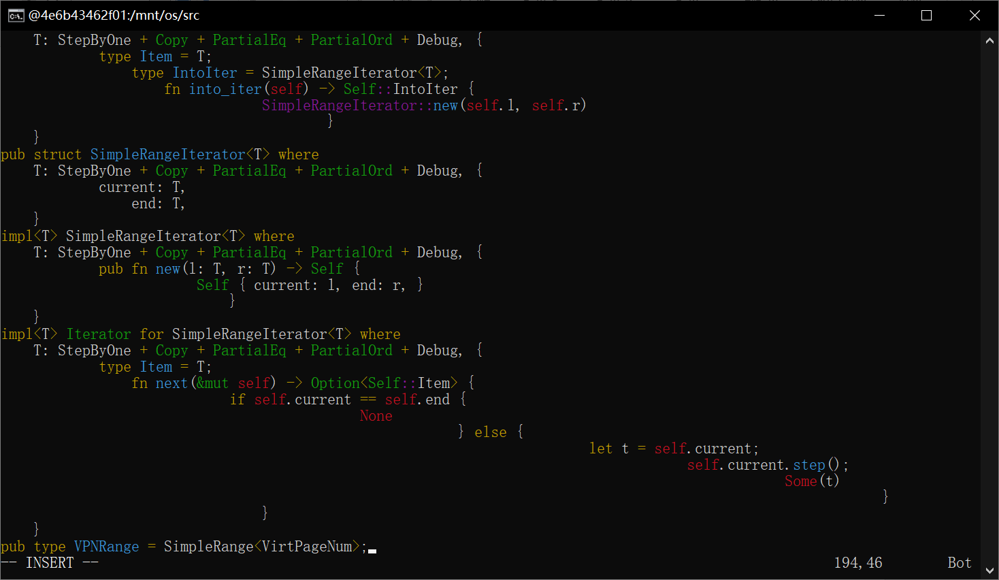 @4e6b43462f01:/mnt/os/src
T: StepByOne + Copy + PartialEq + PartialOrd + Debug, {
type Item = T;
type IntoIter = SimpleRangeIterator<T>;
fn into_iter(self) -> Self::IntoIter {
SimpleRangeIterator::new(self.l, self.r)
}
}
pub struct SimpleRangeIterator<T> where
T: StepByOne + Copy + PartialEq + PartialOrd + Debug, {
current: T,
end: T,
}
impl<T> SimpleRangeIterator<T> where
T: StepByOne + Copy + PartialEq + PartialOrd + Debug, {
pub fn new(l: T, r: T) -> Self {
Self { current: l, end: r, }
}
}
impl<T> Iterator for SimpleRangeIterator<T> where
T: StepByOne + Copy + PartialEq + PartialOrd + Debug, {
type Item = T;
fn next(&mut self) -> Option<Self::Item> {
if self.current == self.end {
None
} else {
let t = self.current;
self.current.step();
Some(t)
}
}
}
pub type VPNRange = SimpleRange<VirtPageNum>;
-- INSERT -- 194,46 Bot